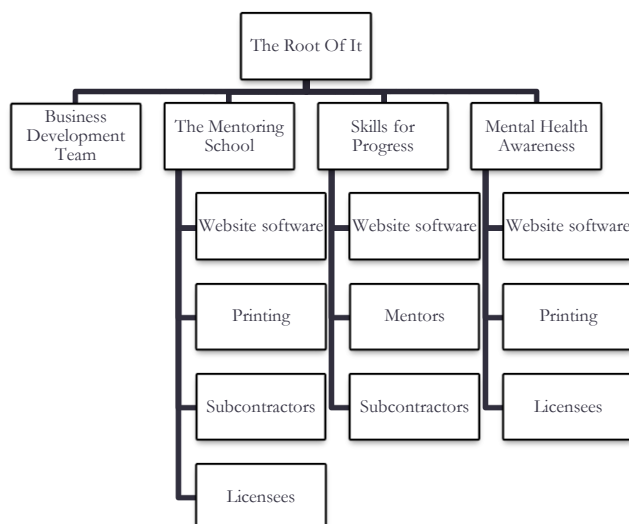 The Root Of It
Business
Development
Team
The Mentoring
School
Skills for
Progress
Mental Health
Awareness
Website software
Printing
Subcontractors
Licensees
Website software
Mentors
Subcontractors
Website software
Printing
Licensees